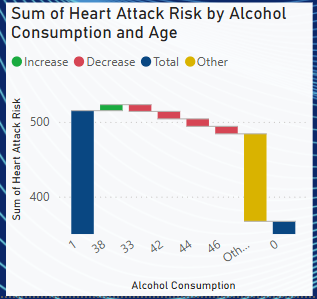 Sum of Heart Attack Risk by Alcohol
Consumption and Age
Increase Decrease Total Other
Sum of Heart Attack Risk
500
400
1 38 33 42 44 46 Oth... 0
Alcohol Consumption